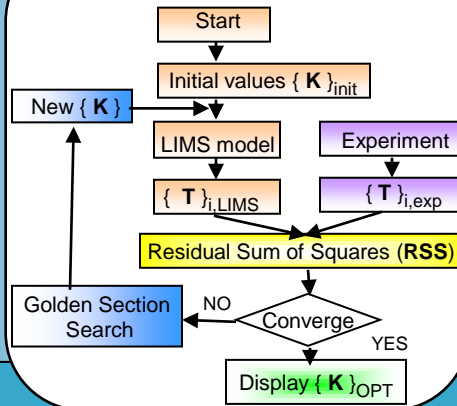 Start
Initial values { K }init
New { K }
LIMS model
Experiment
{ T }i,LIMS
{ T }i,exp
Residual Sum of Squares (RSS)
Golden Section
Search
NO
Converge
YES
Display { K }OPT